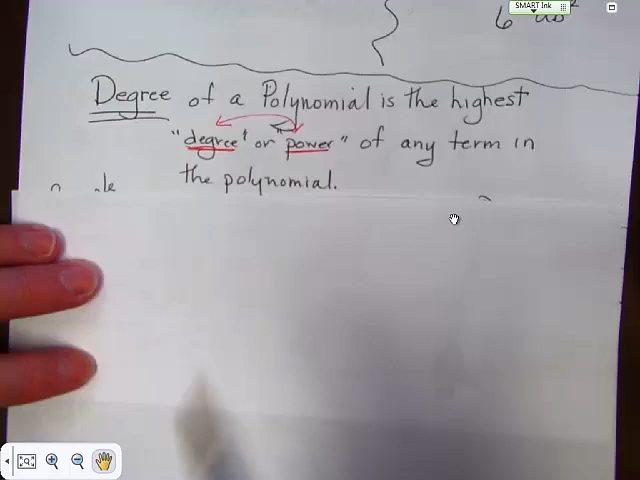 SMART Ink
Degree of a Polynomial is the highest
"degree" or "power" of any term in
the polynomial.